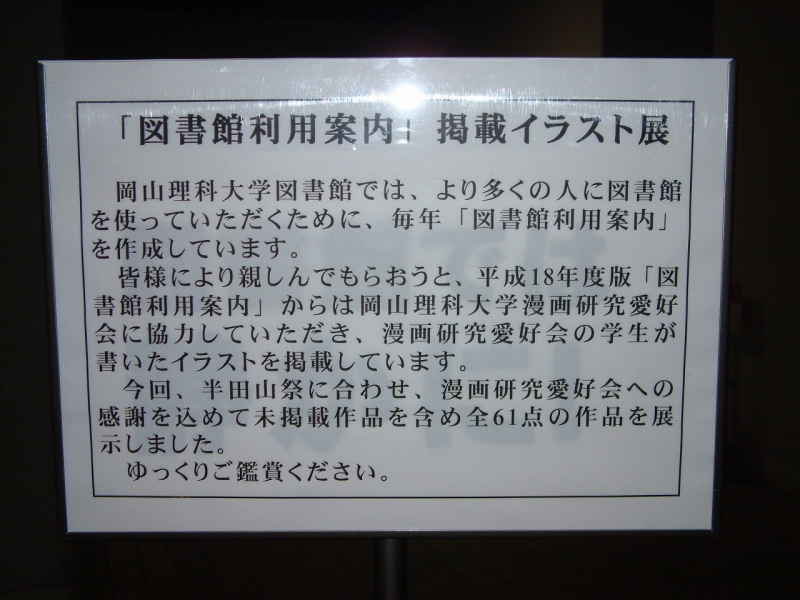 「図書館利用案内」掲載イラスト展
岡山理科大学図書館では、より多くの人に図書館
を使っていただくために、毎年「図書館利用案内」
を作成しています。
皆様により親しんでもらおうと、平成18年度版「図
書館利用案内」からは岡山理科大学漫画研究愛好
会に協力していただき、漫画研究愛好会の学生が
書いたイラストを掲載しています。
今回、半田山祭に合わせ、漫画研究愛好会への
感謝を込めて未掲載作品を含め全61点の作品を展
示しました。
ゆっくりご鑑賞ください。